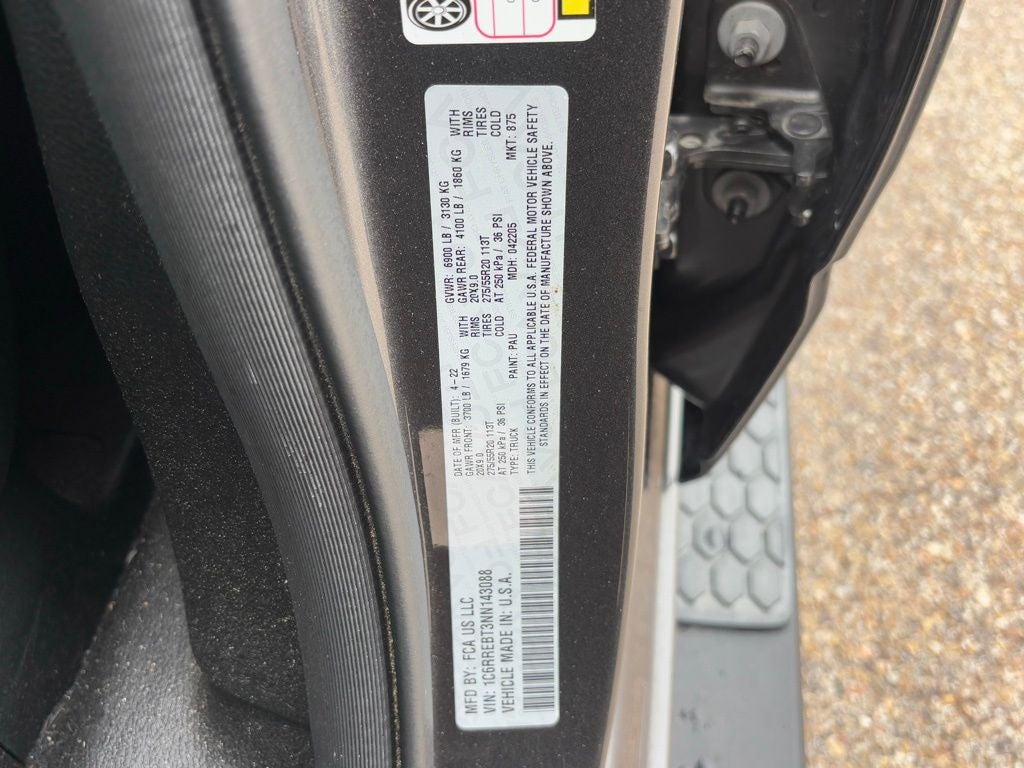 MFD BY: FCA US LLC
DATE OF MFR (BUILT): 4-22
GVWR: 6900 LB / 3130 KG
GAWR FRONT: 3700 LB / 1679 KG WITH
20X9.0 RIMS
275/55R20 113T TIRES
AT 250 kPa / 36 PSI COLD
GAWR REAR: 4100 LB / 1860 KG WITH
20X9.0 RIMS
275/55R20 113T TIRES
AT 250 kPa / 36 PSI COLD
VIN: 1C6RREBT3NN143088
TYPE: TRUCK
PAINT: PAU
MDH: 042205
MKT: 875
VEHICLE MADE IN: U.S.A.
THIS VEHICLE CONFORMS TO ALL APPLICABLE U.S.A. FEDERAL MOTOR VEHICLE SAFETY
STANDARDS IN EFFECT ON THE DATE OF MANUFACTURE SHOWN ABOVE.